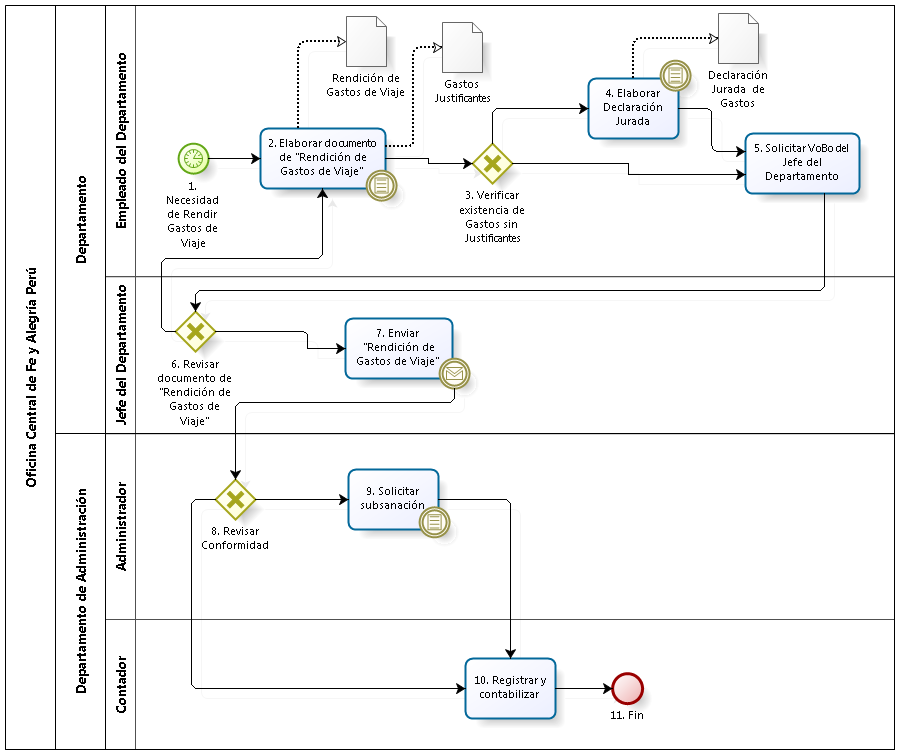 Oficina Central de Fe y Alegría Perú
Departamento
Empleado del Departamento
Rendición de
Gastos de Viaje
Gastos
Justificantes
Declaración
Jurada de
Gastos
1.
Necesidad
de Rendir
Gastos de
Viaje
2. Elaborar documento
de "Rendición de
Gastos de Viaje"
3. Verificar
existencia de
Gastos sin
Justificantes
4. Elaborar
Declaración
Jurada
5. Solicitar VoBo del
Jefe del
Departamento
Jefe del Departamento
6. Revisar
documento de
"Rendición de
Gastos de
Viaje"
7. Enviar
"Rendición de
Gastos de Viaje"
Departamento de Administración
Administrador
8. Revisar
Conformidad
9. Solicitar
subsanación
Contador
10. Registrar y
contabilizar
11. Fin